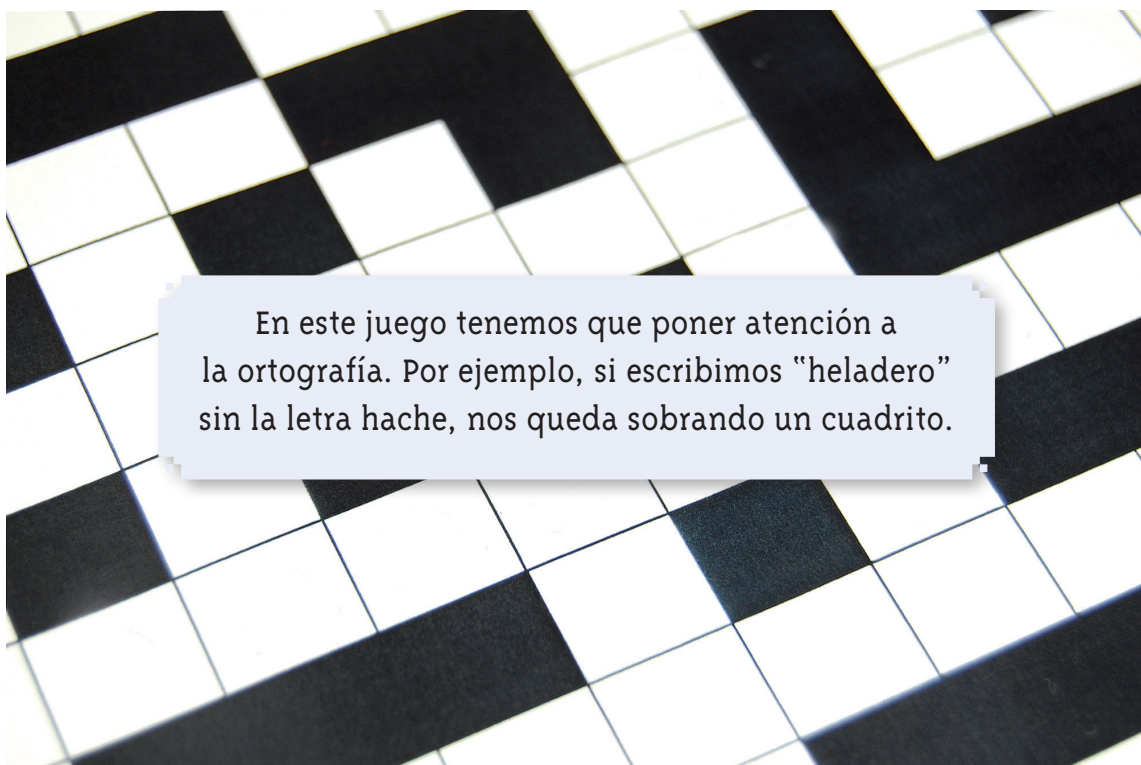 En este juego tenemos que poner atención a
la ortografía. Por ejemplo, si escribimos “heladero”
sin la letra hache, nos queda sobrando un cuadrito.